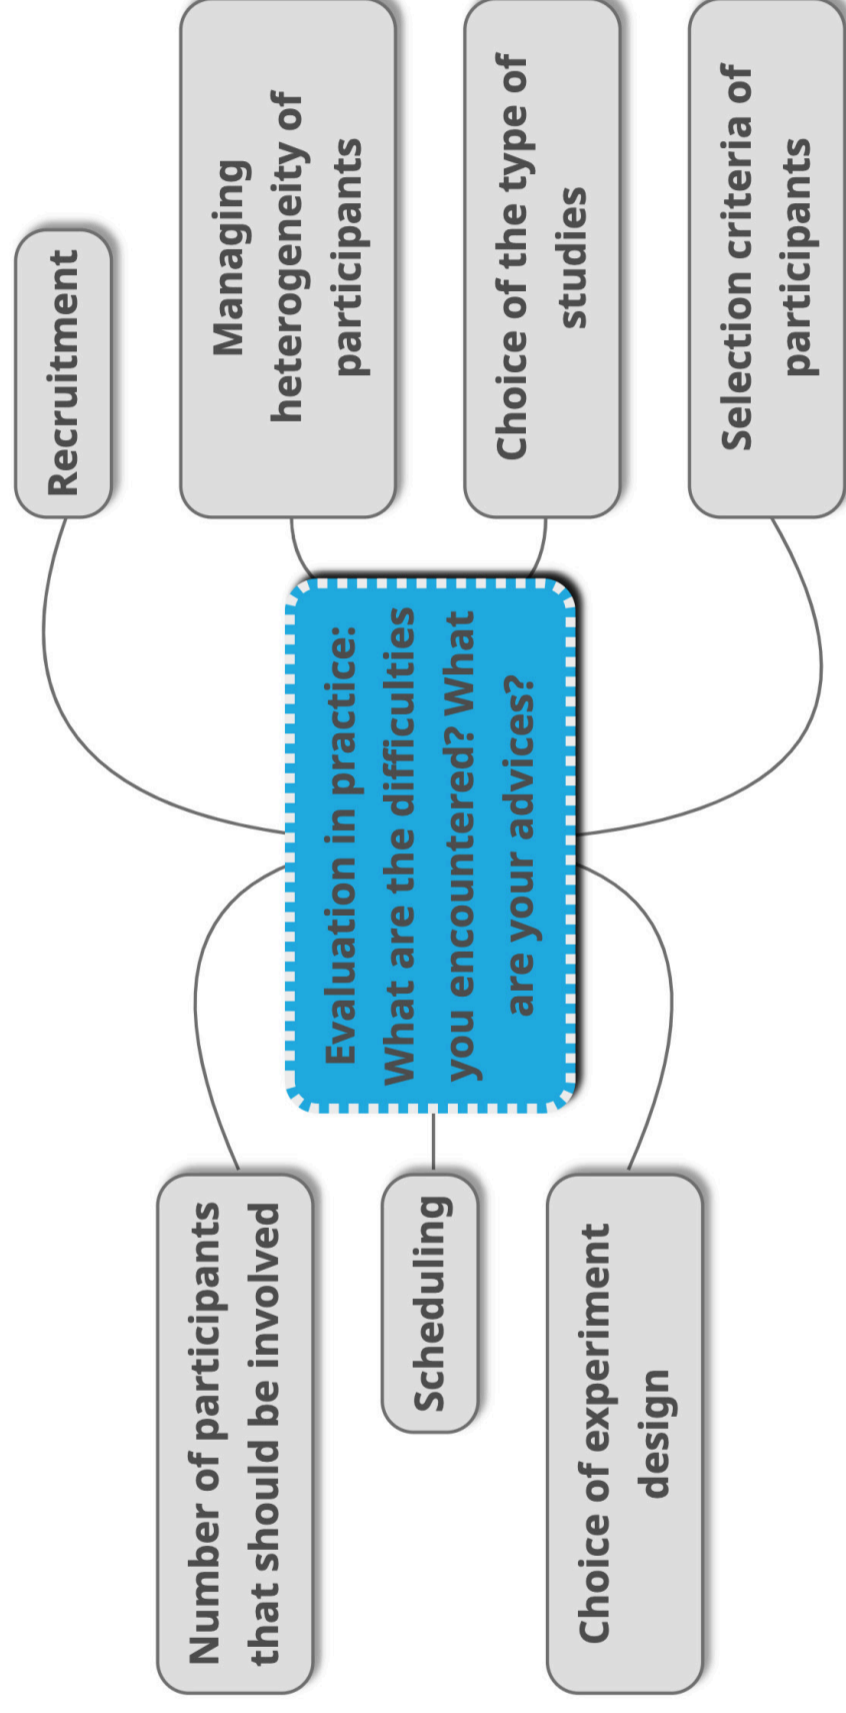 Number of participants
that should be involved
Scheduling
Choice of experiment
design
Evaluation in practice:
What are the difficulties
you encountered? What
are your advices?
Recruitment
Managing
heterogeneity of
participants
Choice of the type of
studies
Selection criteria of
participants